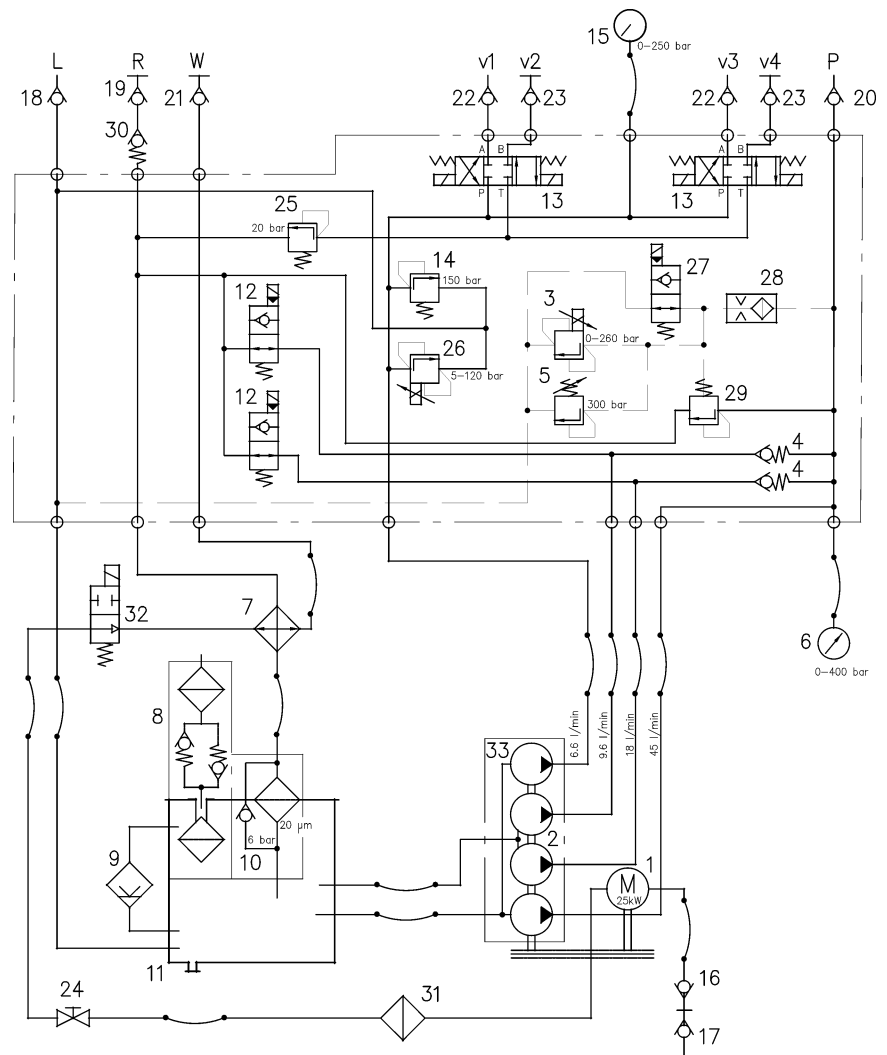 15
0-250 bar
L R W v1 v2 v3 v4 P
18 19 21 22 23 22 23 20
30
A B A B
P T P T
13 13
25
20 bar
14
150 bar
27
28
12
3
0-260 bar
26
5-120 bar
5
300 bar
29
12
4
4
32
7
6
0-400 bar
8
6.6 l/min
9.6 l/min
18 l/min
45 l/min
33
20 µm
6 bar
10
2
9
1
M
25kW
11
24
31
16
17